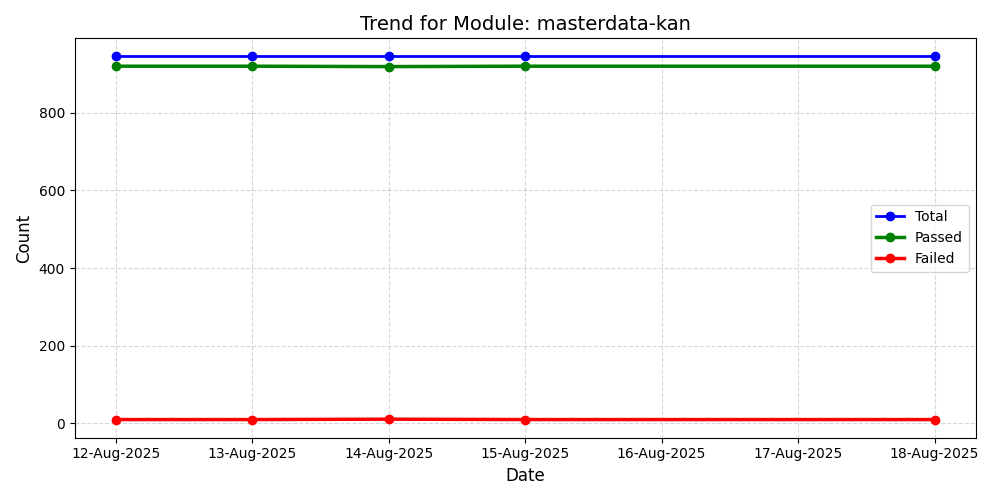 Trend for Module: masterdata-kan
Count
800
600
400
200
0
Total
Passed
Failed
12-Aug-2025 13-Aug-2025 14-Aug-2025 15-Aug-2025 16-Aug-2025 17-Aug-2025 18-Aug-2025
Date